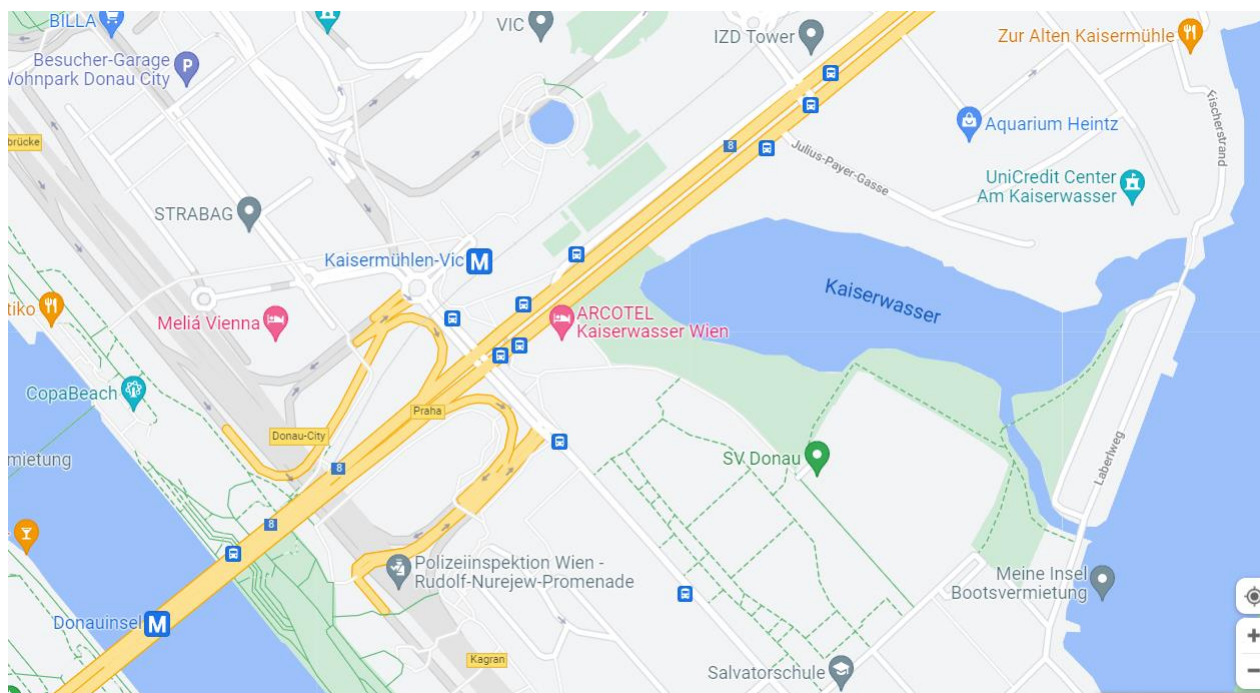 BILLA
VIC
IZD Tower
Zur Alten Kaisermühle
Besucher-Garage
Wohnpark Donau City
P
8
Fischerstrand
Aquarium Heintz
brücke
Julius-Payer-Gasse
UniCredit Center
Am Kaiserwasser
STRABAG
Kaisermühlen-Vic M
Kaiserwasser
tiko
Meliá Vienna
ARCOTEL
Kaiserwasser Wien
CopaBeach
Praha
Donau-City
mietung
8
SV Donau
Laberlweg
8
Polizeiinspektion Wien -
Rudolf-Nurejew-Promenade
Meine Insel
Bootsvermietung
Donauinsel M
Kagran
Salvatorschule
+
−